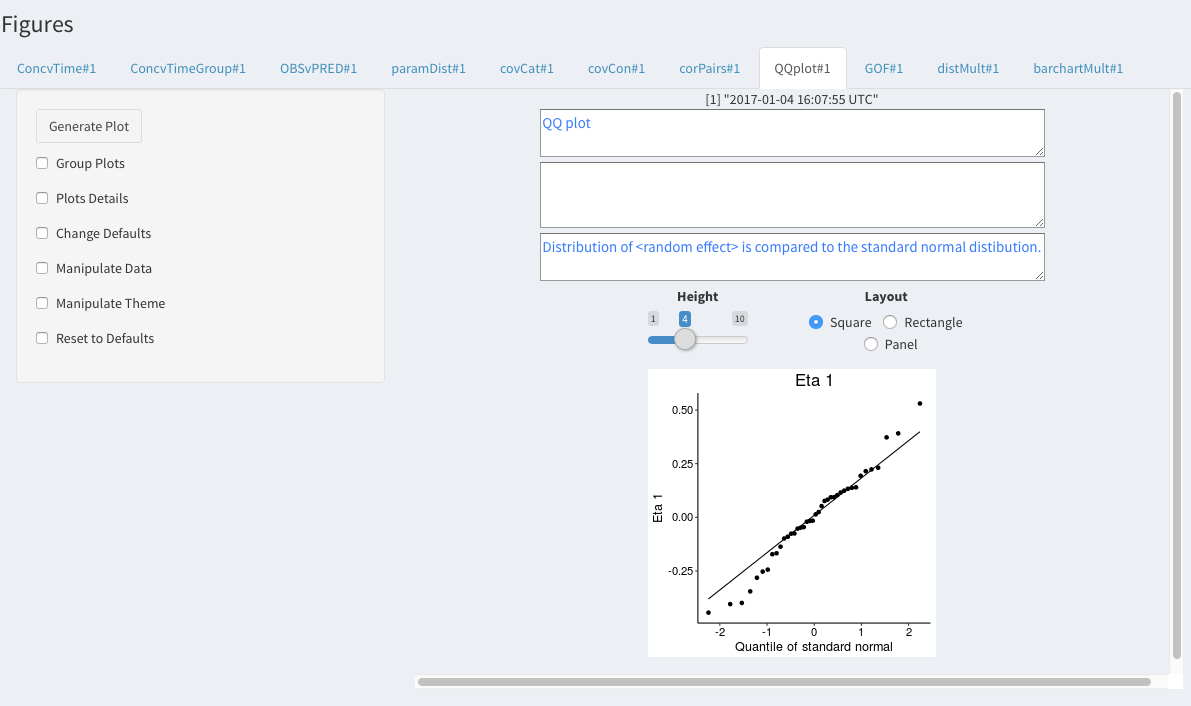 Figures
ConcvTime#1 ConcvTimeGroup#1 OBSvPRED#1 paramDist#1 covCat#1 covCon#1 corPairs#1 QQplot#1 GOF#1 distMult#1 barchartMult#1
Generate Plot
Group Plots
Plots Details
Change Defaults
Manipulate Data
Manipulate Theme
Reset to Defaults
[1] "2017-01-04 16:07:55 UTC"
QQ plot
Distribution of <random effect> is compared to the standard normal distibution.
Height Layout
1 4 10
Square Rectangle
Panel
Eta 1
0.50
0.25
0.00
-0.25
Eta 1
-2 -1 0 1 2
Quantile of standard normal